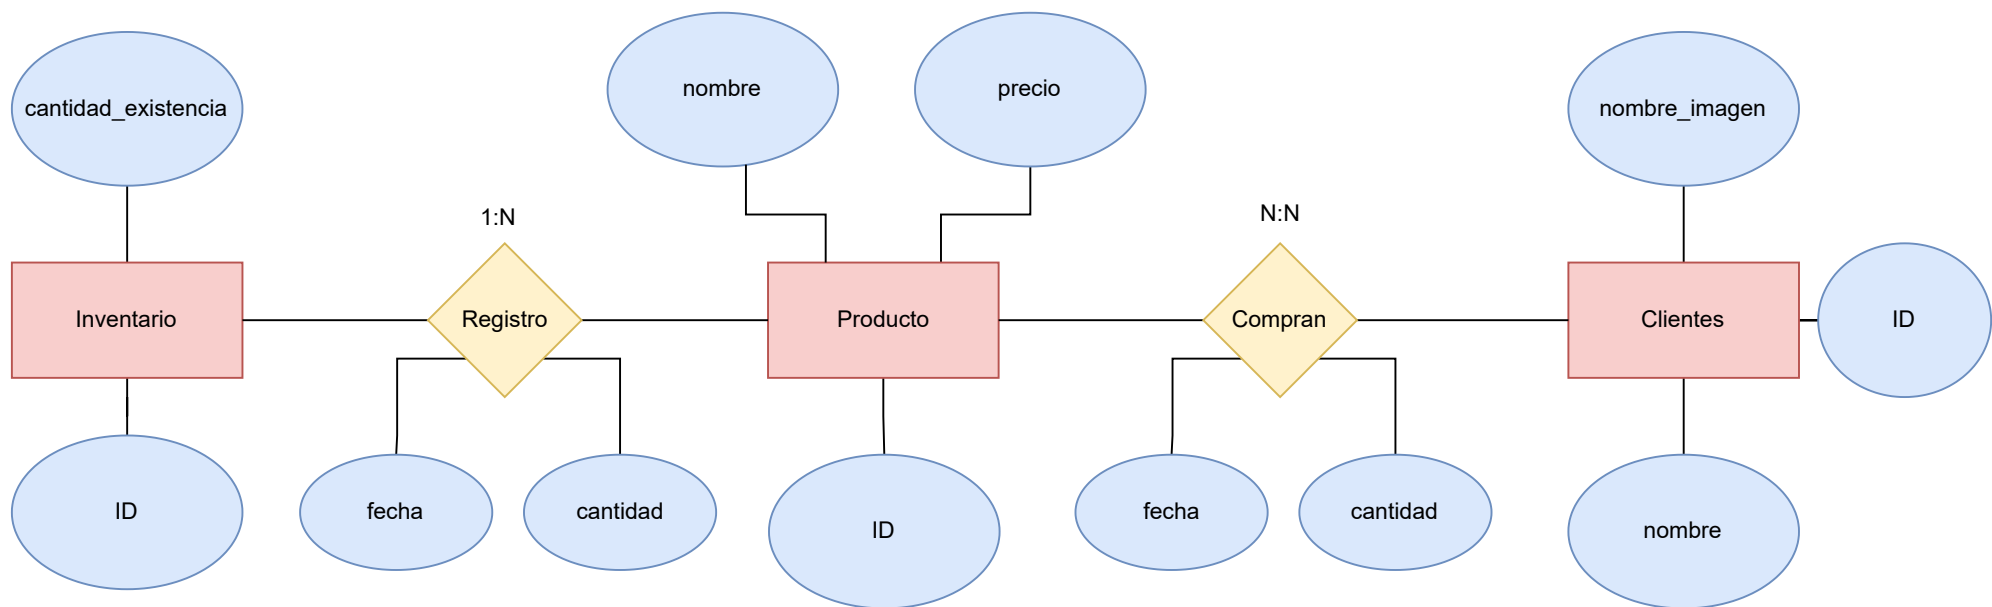 nombre
precio
cantidad_existencia
nombre_imagen
1:N
N:N
Inventario
Registro
Producto
Compran
Clientes
ID
ID
fecha
cantidad
ID
fecha
cantidad
nombre